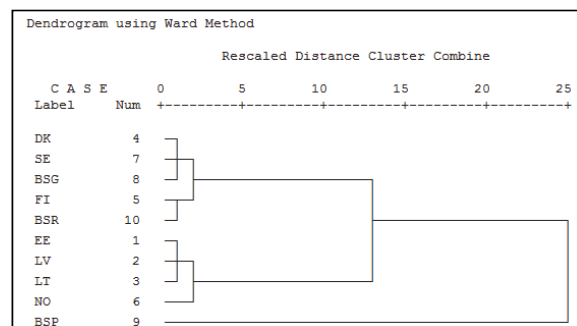 Dendrogram using Ward Method
Rescaled Distance Cluster Combine
C A S E 0 5 10 15 20 25
Label Num +---------+---------+---------+---------+---------+
DK 4
SE 7
BSG 8
FI 5
BSR 10
EE 1
LV 2
LT 3
NO 6
BSP 9